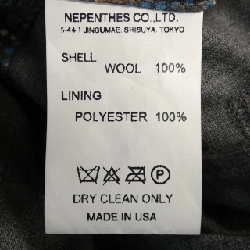 NEPENTHES CO.,LTD.
5-4-1 JINGUMAE, SHIBUYA, TOKYO
SHELL
WOOL 100%
LINING
POLYESTER 100%
P
DRY CLEAN ONLY
MADE IN USA